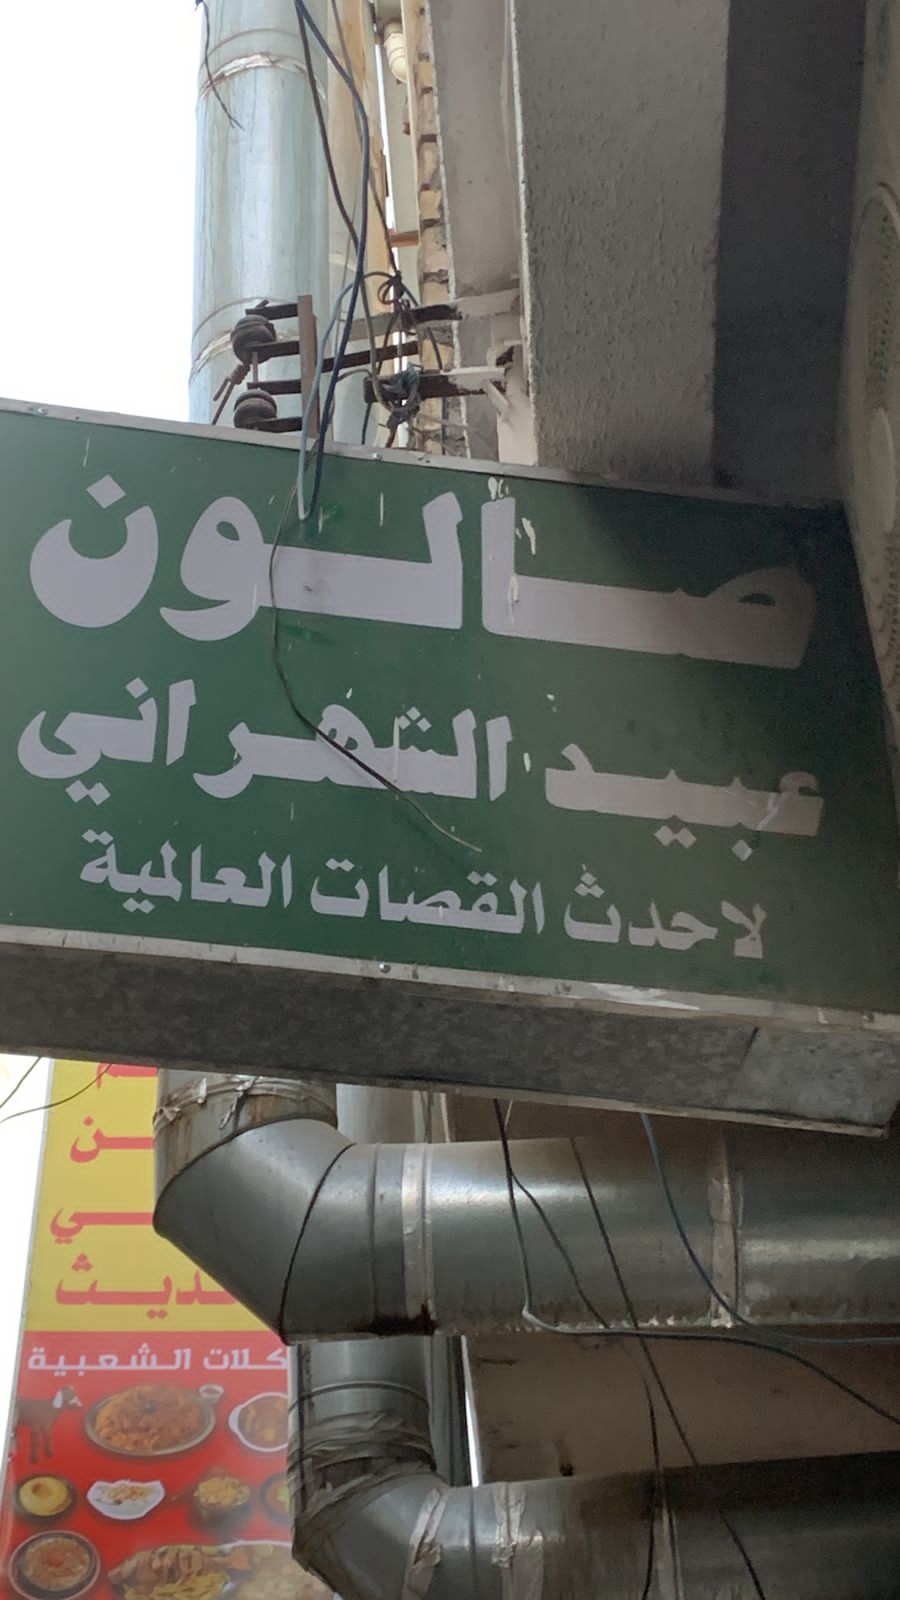 صالون
عبيد الشهراني
لاحدث القصات العالمية
كلات الشعبية